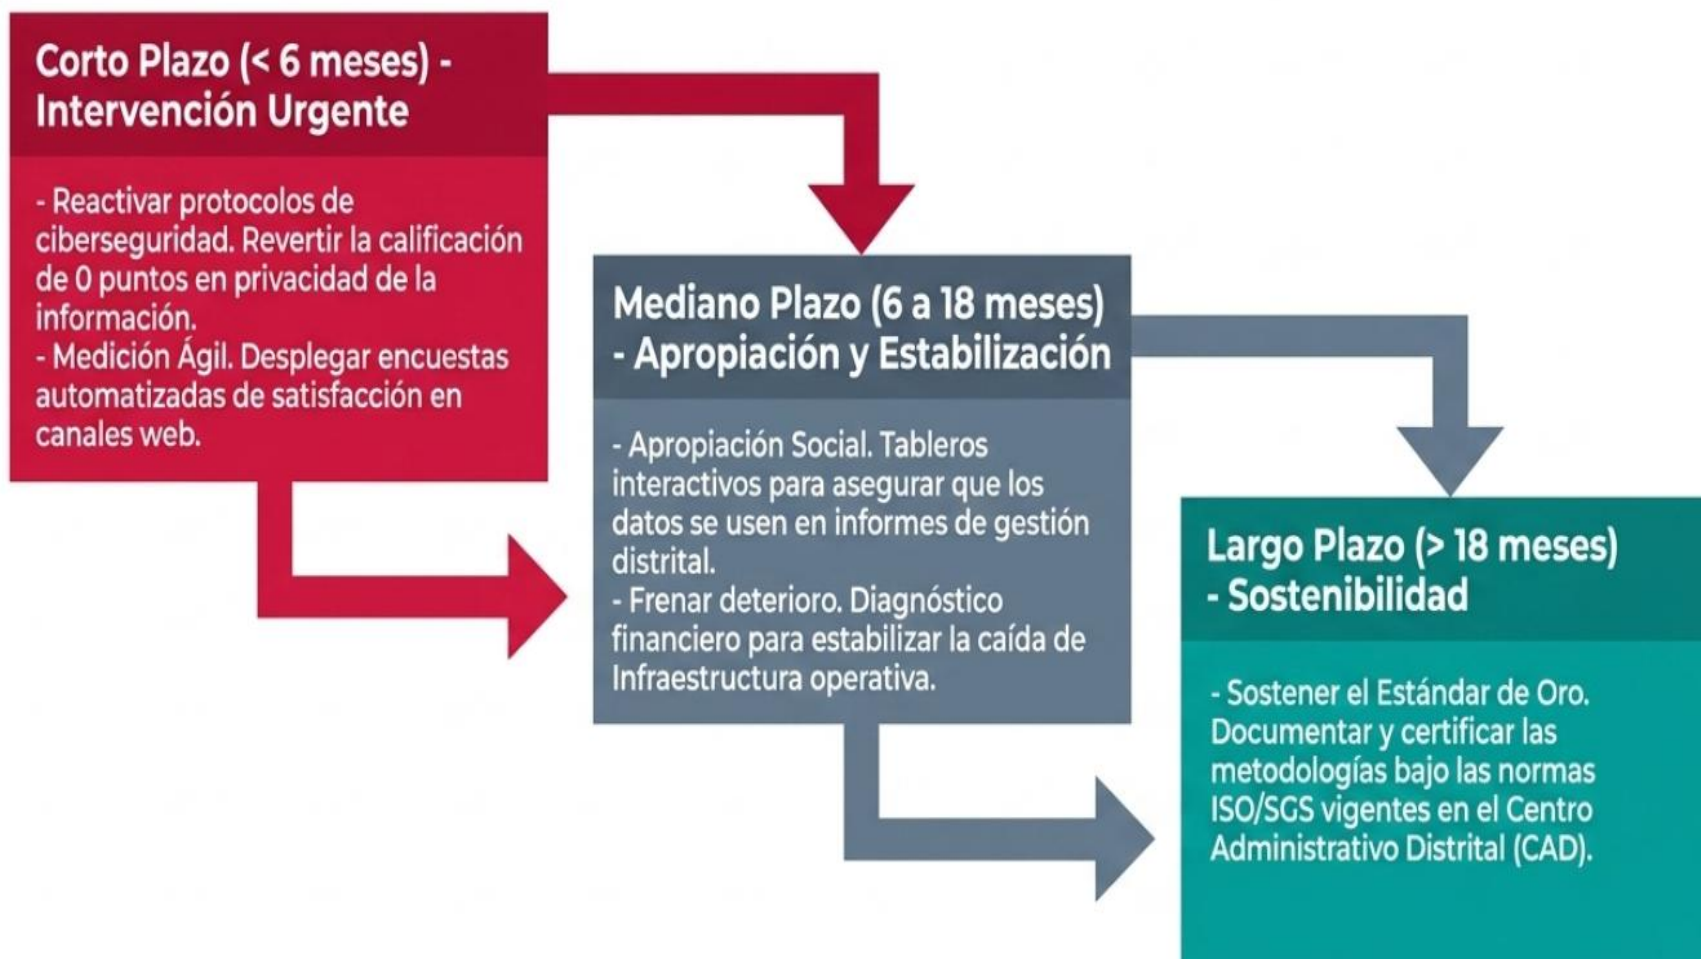 Corto Plazo (< 6 meses) -
Intervención Urgente
- Reactivar protocolos de
ciberseguridad. Revertir la calificación
de 0 puntos en privacidad de la
información.
- Medición Ágil. Desplegar encuestas
automatizadas de satisfacción en
canales web.
Mediano Plazo (6 a 18 meses)
- Apropiación y Estabilización
- Apropiación Social. Tableros
interactivos para asegurar que los
datos se usen en informes de gestión
distrital.
- Frenar deterioro. Diagnóstico
financiero para estabilizar la caída de
Infraestructura operativa.
Largo Plazo (> 18 meses)
- Sostenibilidad
- Sostener el Estándar de Oro.
Documentar y certificar las
metodologías bajo las normas
ISO/SGS vigentes en el Centro
Administrativo Distrital (CAD).